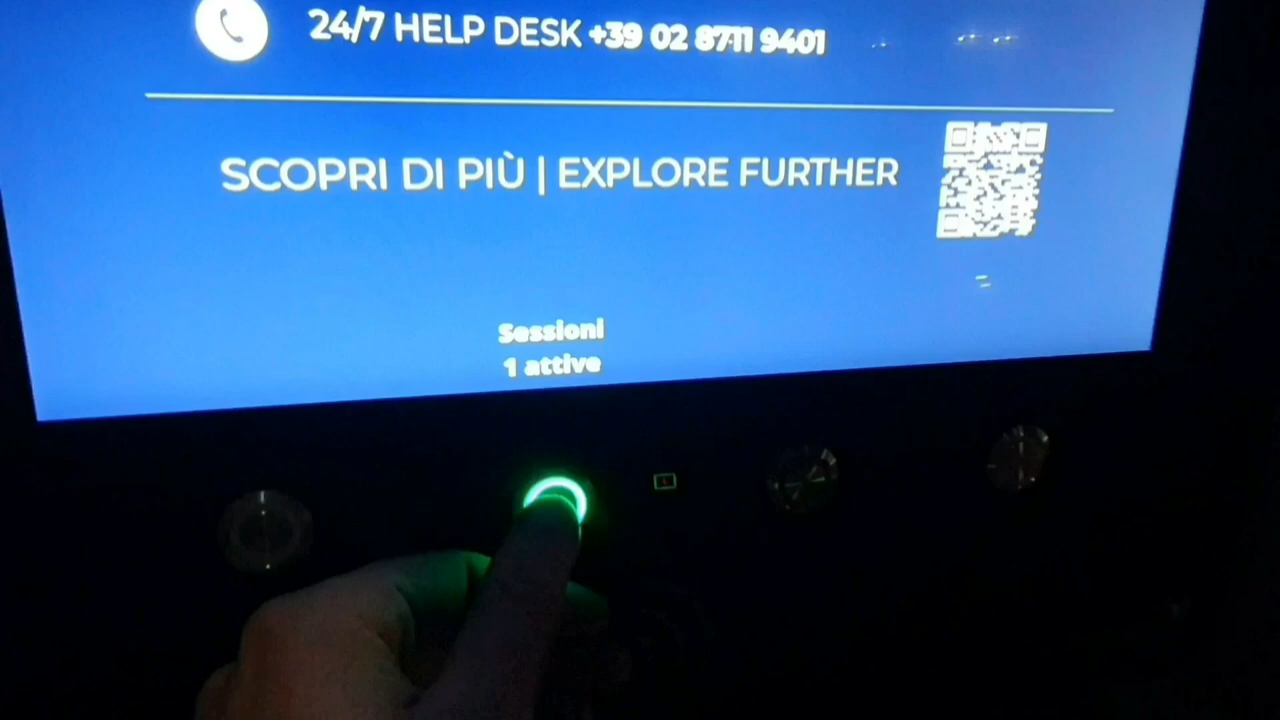 24/7 HELP DESK +39 02 8711 9401
SCOPRI DI PIÙ | EXPLORE FURTHER
Sessioni
1 attive